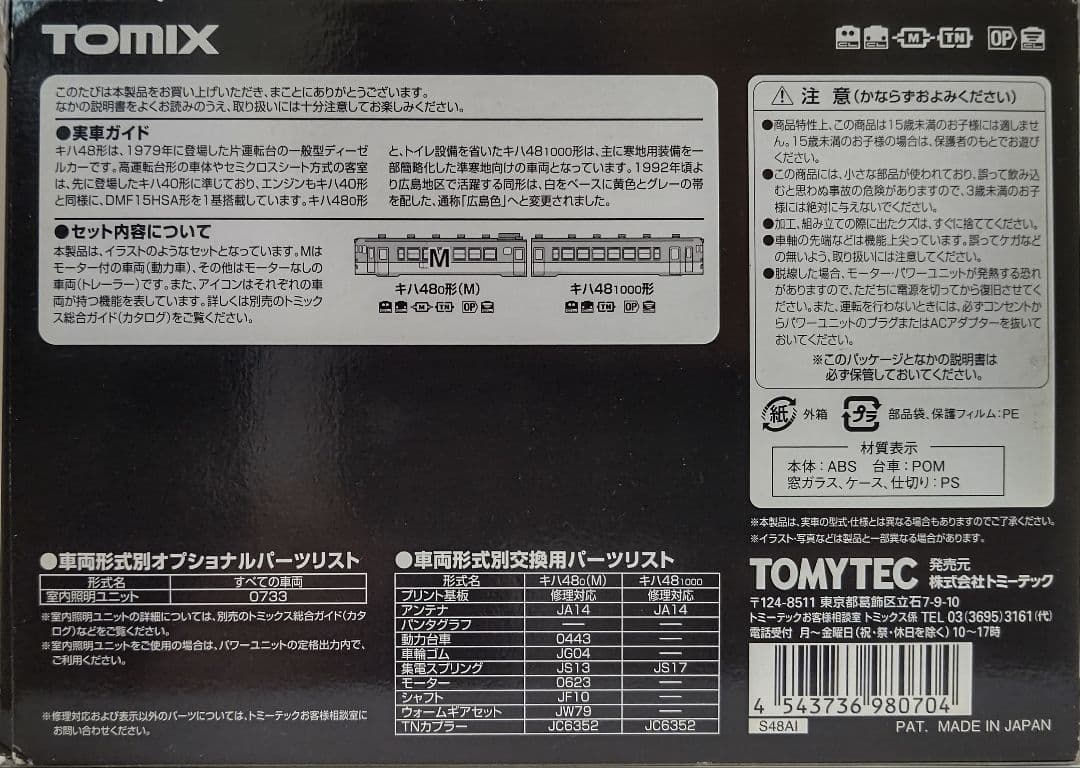 TOMIX
CL CL M TN OP
このたびは本製品をお買い上げいただき、まことにありがとうございます。
なかの説明書をよくお読みのうえ、取り扱いには十分注意してお楽しみください。
●実車ガイド
キハ48形は、1979年に登場した片運転台の一般型ディーゼ
ルカーです。高運転台形の車体やセミクロスシート方式の客室
は、先に登場したキハ40形に準じており、エンジンもキハ40形
と同様に、DMF15HSA形を1基搭載しています。キハ480形
と、トイレ設備を省いたキハ481000形は、主に寒地用装備を一
部簡略化した準寒地向けの車両となっています。1992年頃よ
り広島地区で活躍する同形は、白をベースに黄色とグレーの帯
を配した、通称「広島色」へと変更されました。
●セット内容について
本製品は、イラストのようなセットとなっています。Mは
モーター付の車両(動力車)、その他はモーターなしの
車両(トレーラー)です。また、アイコンはそれぞれの車
両が持つ機能を表しています。詳しくは別売のトミック
ス総合ガイド(カタログ)をご覧ください。
M
キハ480形(M) キハ481000形
CL CL M TN OP CL CL TN OP
⚠ 注 意(かならずおよみください)
●商品特性上、この商品は15歳未満のお子様には適しませ
ん。15歳未満のお子様の場合は、保護者のもとでお遊び
ください。
●この商品には、小さな部品が使われており、誤って飲み込
むと思わぬ事故の危険がありますので、3歳未満のお子
様には絶対に与えないでください。
●加工、組み立ての際に出たクズは、すぐに捨ててください。
●車軸の先端などは機能上尖っています。誤ってケガなど
の無いよう、取り扱いには注意してください。
●脱線した場合、モーター・パワーユニットが発熱する恐れ
がありますので、ただちに電源を切ってから復旧させてく
ださい。また、運転を行わないときには、必ずコンセントか
らパワーユニットのプラグまたはACアダプターを抜いて
おいてください。
※このパッケージとなかの説明書は
必ず保管しておいてください。
紙 外箱 プラ 部品袋、保護フィルム:PE
材質表示
本体:ABS 台車:POM
窓ガラス、ケース、仕切り:PS
※本製品は、実車の型式・仕様とは異なる場合もありますのでご了承ください。
※イラスト・写真などは製品と一部異なる場合があります。
●車両形式別オプショナルパーツリスト
形式名 すべての車両
室内照明ユニット 0733
※室内照明ユニットの詳細については、別売のトミックス総合ガイド(カタ
ログ)などをご覧ください。
※室内照明ユニットをご使用の場合は、パワーユニットの定格出力内で、
ご利用ください。
※修理対応および表示以外のパーツについては、トミーテックお客様相談室に
お問い合わせください。
●車両形式別交換用パーツリスト
形式名 キハ480(M) キハ481000
プリント基板 修理対応 修理対応
アンテナ JA14 JA14
パンタグラフ — —
動力台車 0443 —
車輪ゴム JG04 —
集電スプリング JS13 JS17
モーター 0623 —
シャフト JF10 —
ウォームギアセット JW79 —
TNカプラー JC6352 JC6352
TOMYTEC 発売元
株式会社トミーテック
〒124-8511 東京都葛飾区立石7-9-10
トミーテックお客様相談室 トミックス係 TEL 03(3695)3161(代)
電話受付 月〜金曜日(祝・祭・休日を除く) 10〜17時
4 543736 980704
S48AI
PAT. MADE IN JAPAN